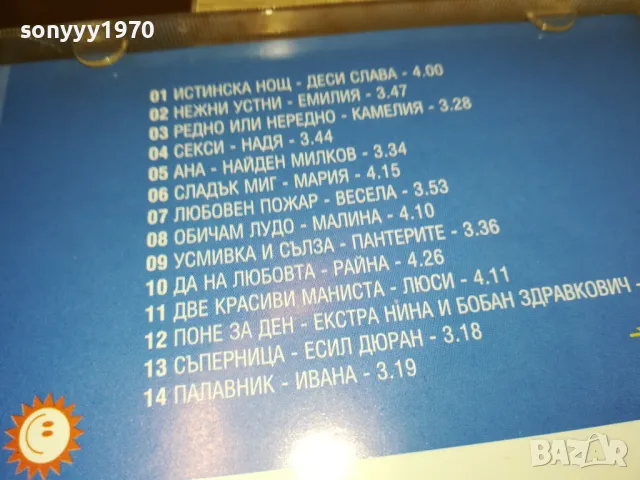 sonyyy1970
01 ИСТИНСКА НОЩ - ДЕСИ СЛАВА - 4.00
02 НЕЖНИ УСТНИ - ЕМИЛИЯ - 3.47
03 РЕДНО ИЛИ НЕРЕДНО - КАМЕЛИЯ - 3.28
04 СЕКСИ - НАДЯ - 3.44
05 АНА - НАЙДЕН МИЛКОВ - 3.34
06 СЛАДЪК МИГ - МАРИЯ - 4.15
07 ЛЮБОВЕН ПОЖАР - ВЕСЕЛА - 3.53
08 ОБИЧАМ ЛУДО - МАЛИНА - 4.10
09 УСМИВКА И СЪЛЗА - ПАНТЕРИТЕ - 3.36
10 ДА НА ЛЮБОВТА - РАЙНА - 4.26
11 ДВЕ КРАСИВИ МАНИСТА - ЛЮСИ - 4.11
12 ПОНЕ ЗА ДЕН - ЕКСТРА НИНА И БОБАН ЗДРАВКОВИЧ -
13 СЪПЕРНИЦА - ЕСИЛ ДЮРАН - 3.18
14 ПАЛАВНИК - ИВАНА - 3.19
BAZAR
bg